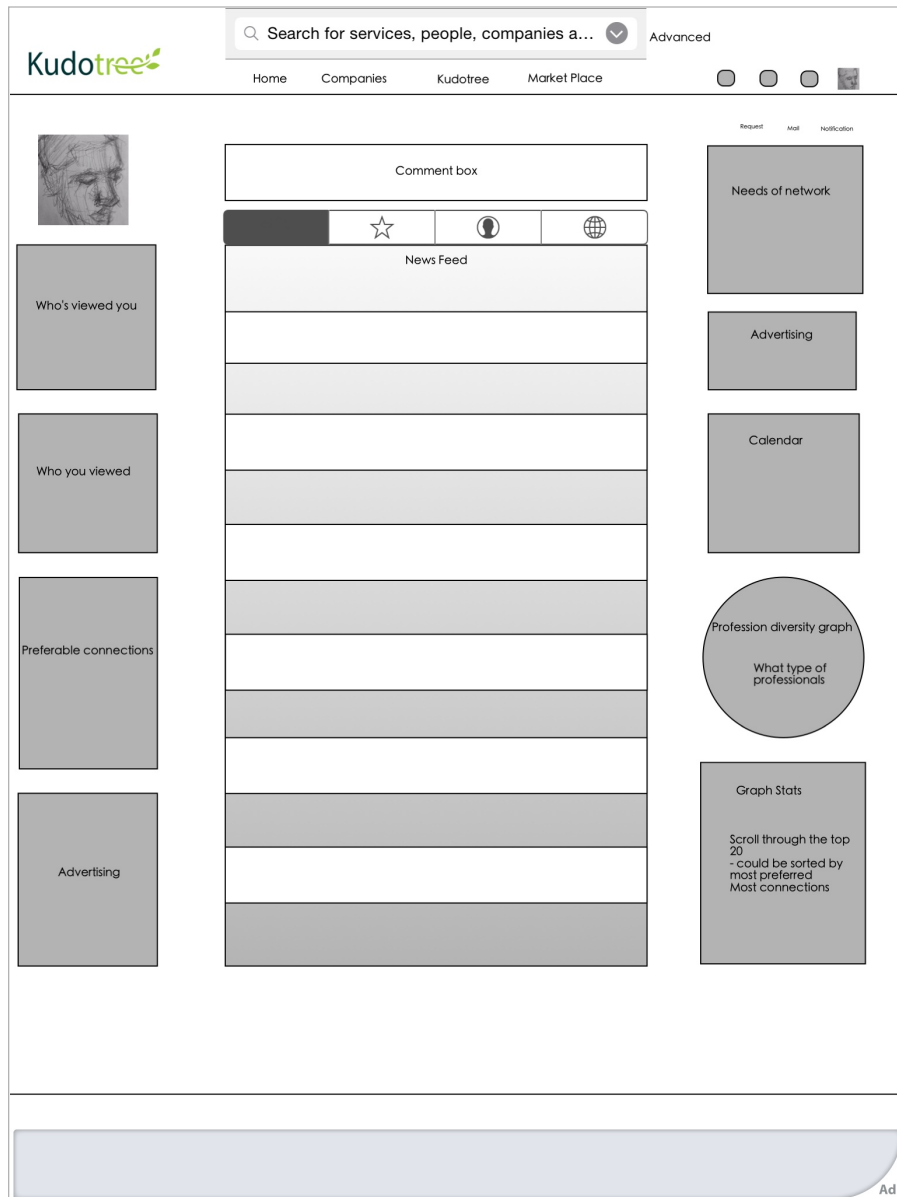 Search for services, people, companies a...
Advanced
Kudotree
Home Companies Kudotree Market Place
Request Mail Notification
Comment box
Needs of network
News Feed
Who's viewed you
Advertising
Who you viewed
Calendar
Preferable connections
Profession diversity graph
What type of
professionals
Graph Stats
Scroll through the top
20
- could be sorted by
most preferred
Most connections
Advertising
Ad